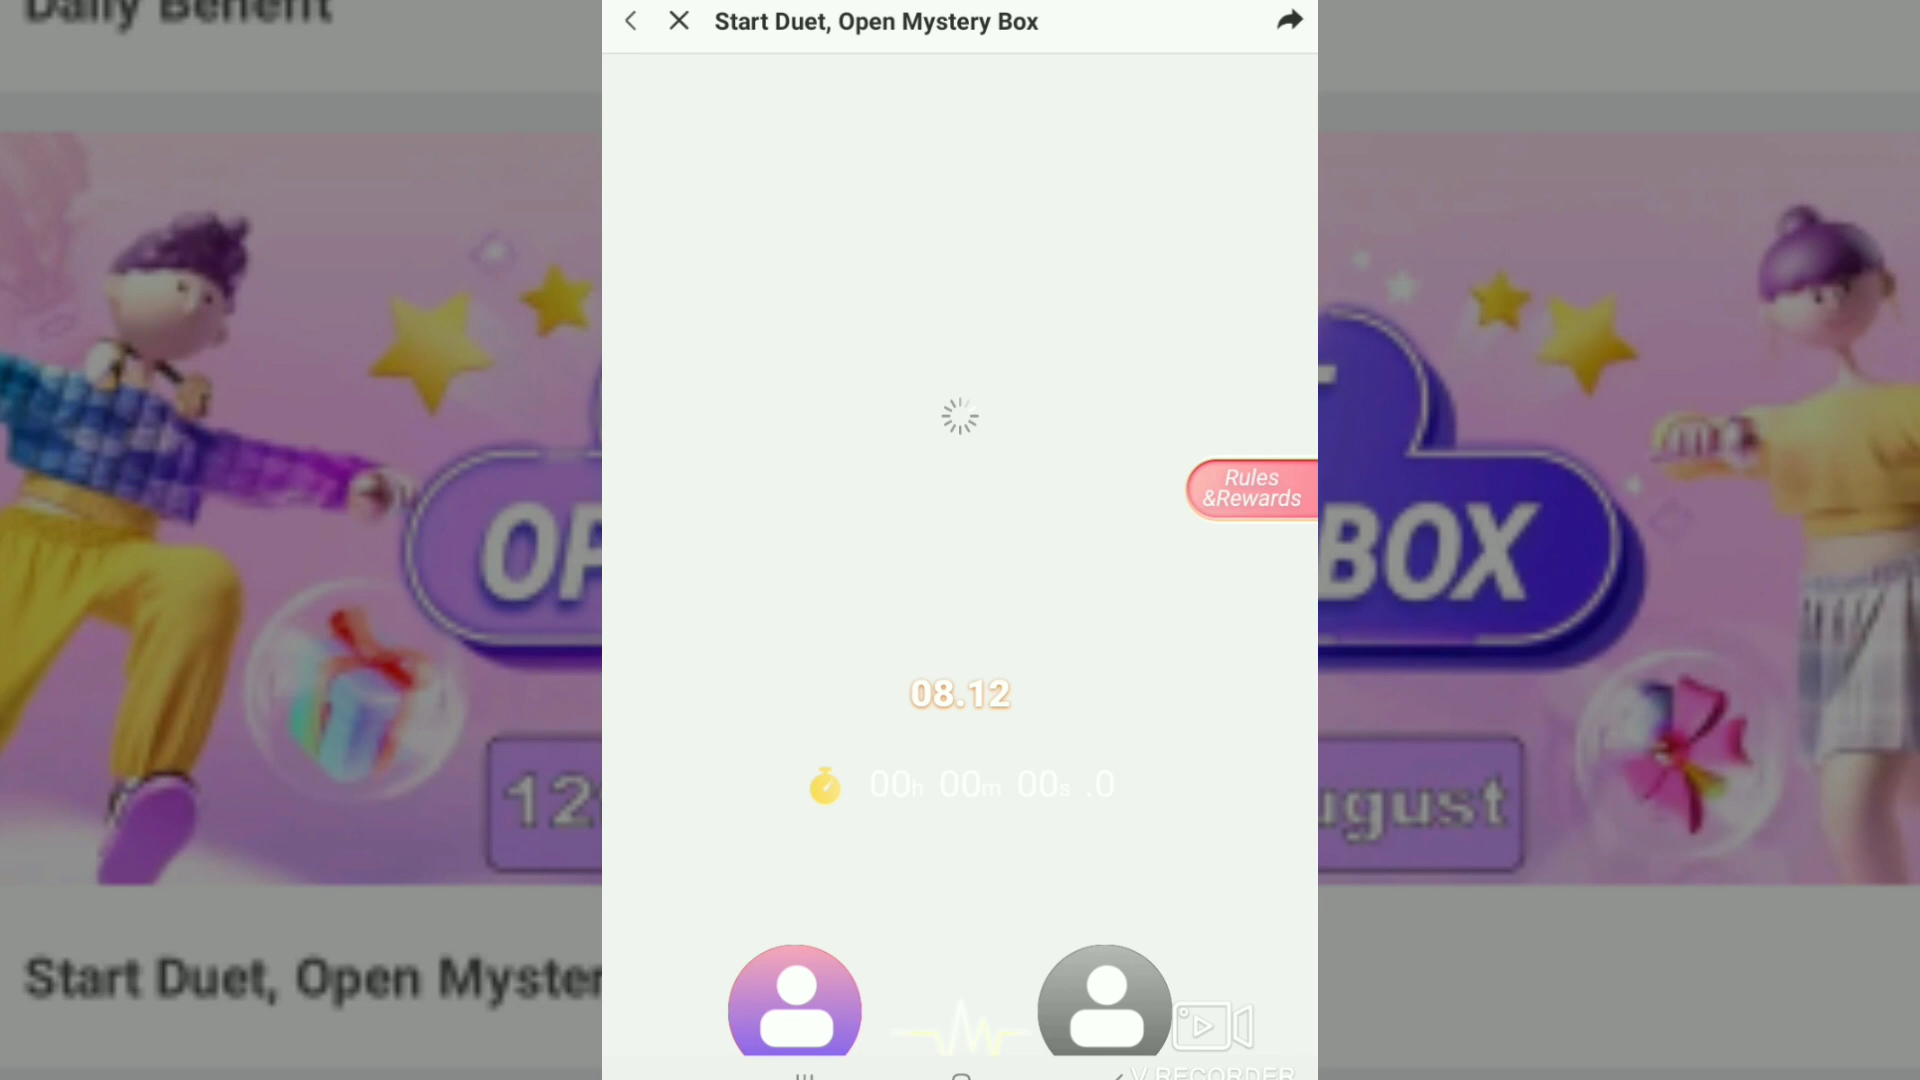 Daily Benefit
Start Duet, Open Mystery Box
Rules
&Rewards
OP
BOX
08.12
00h 00m 00s .0
12
ugust
Start Duet, Open Myster
V RECORDER